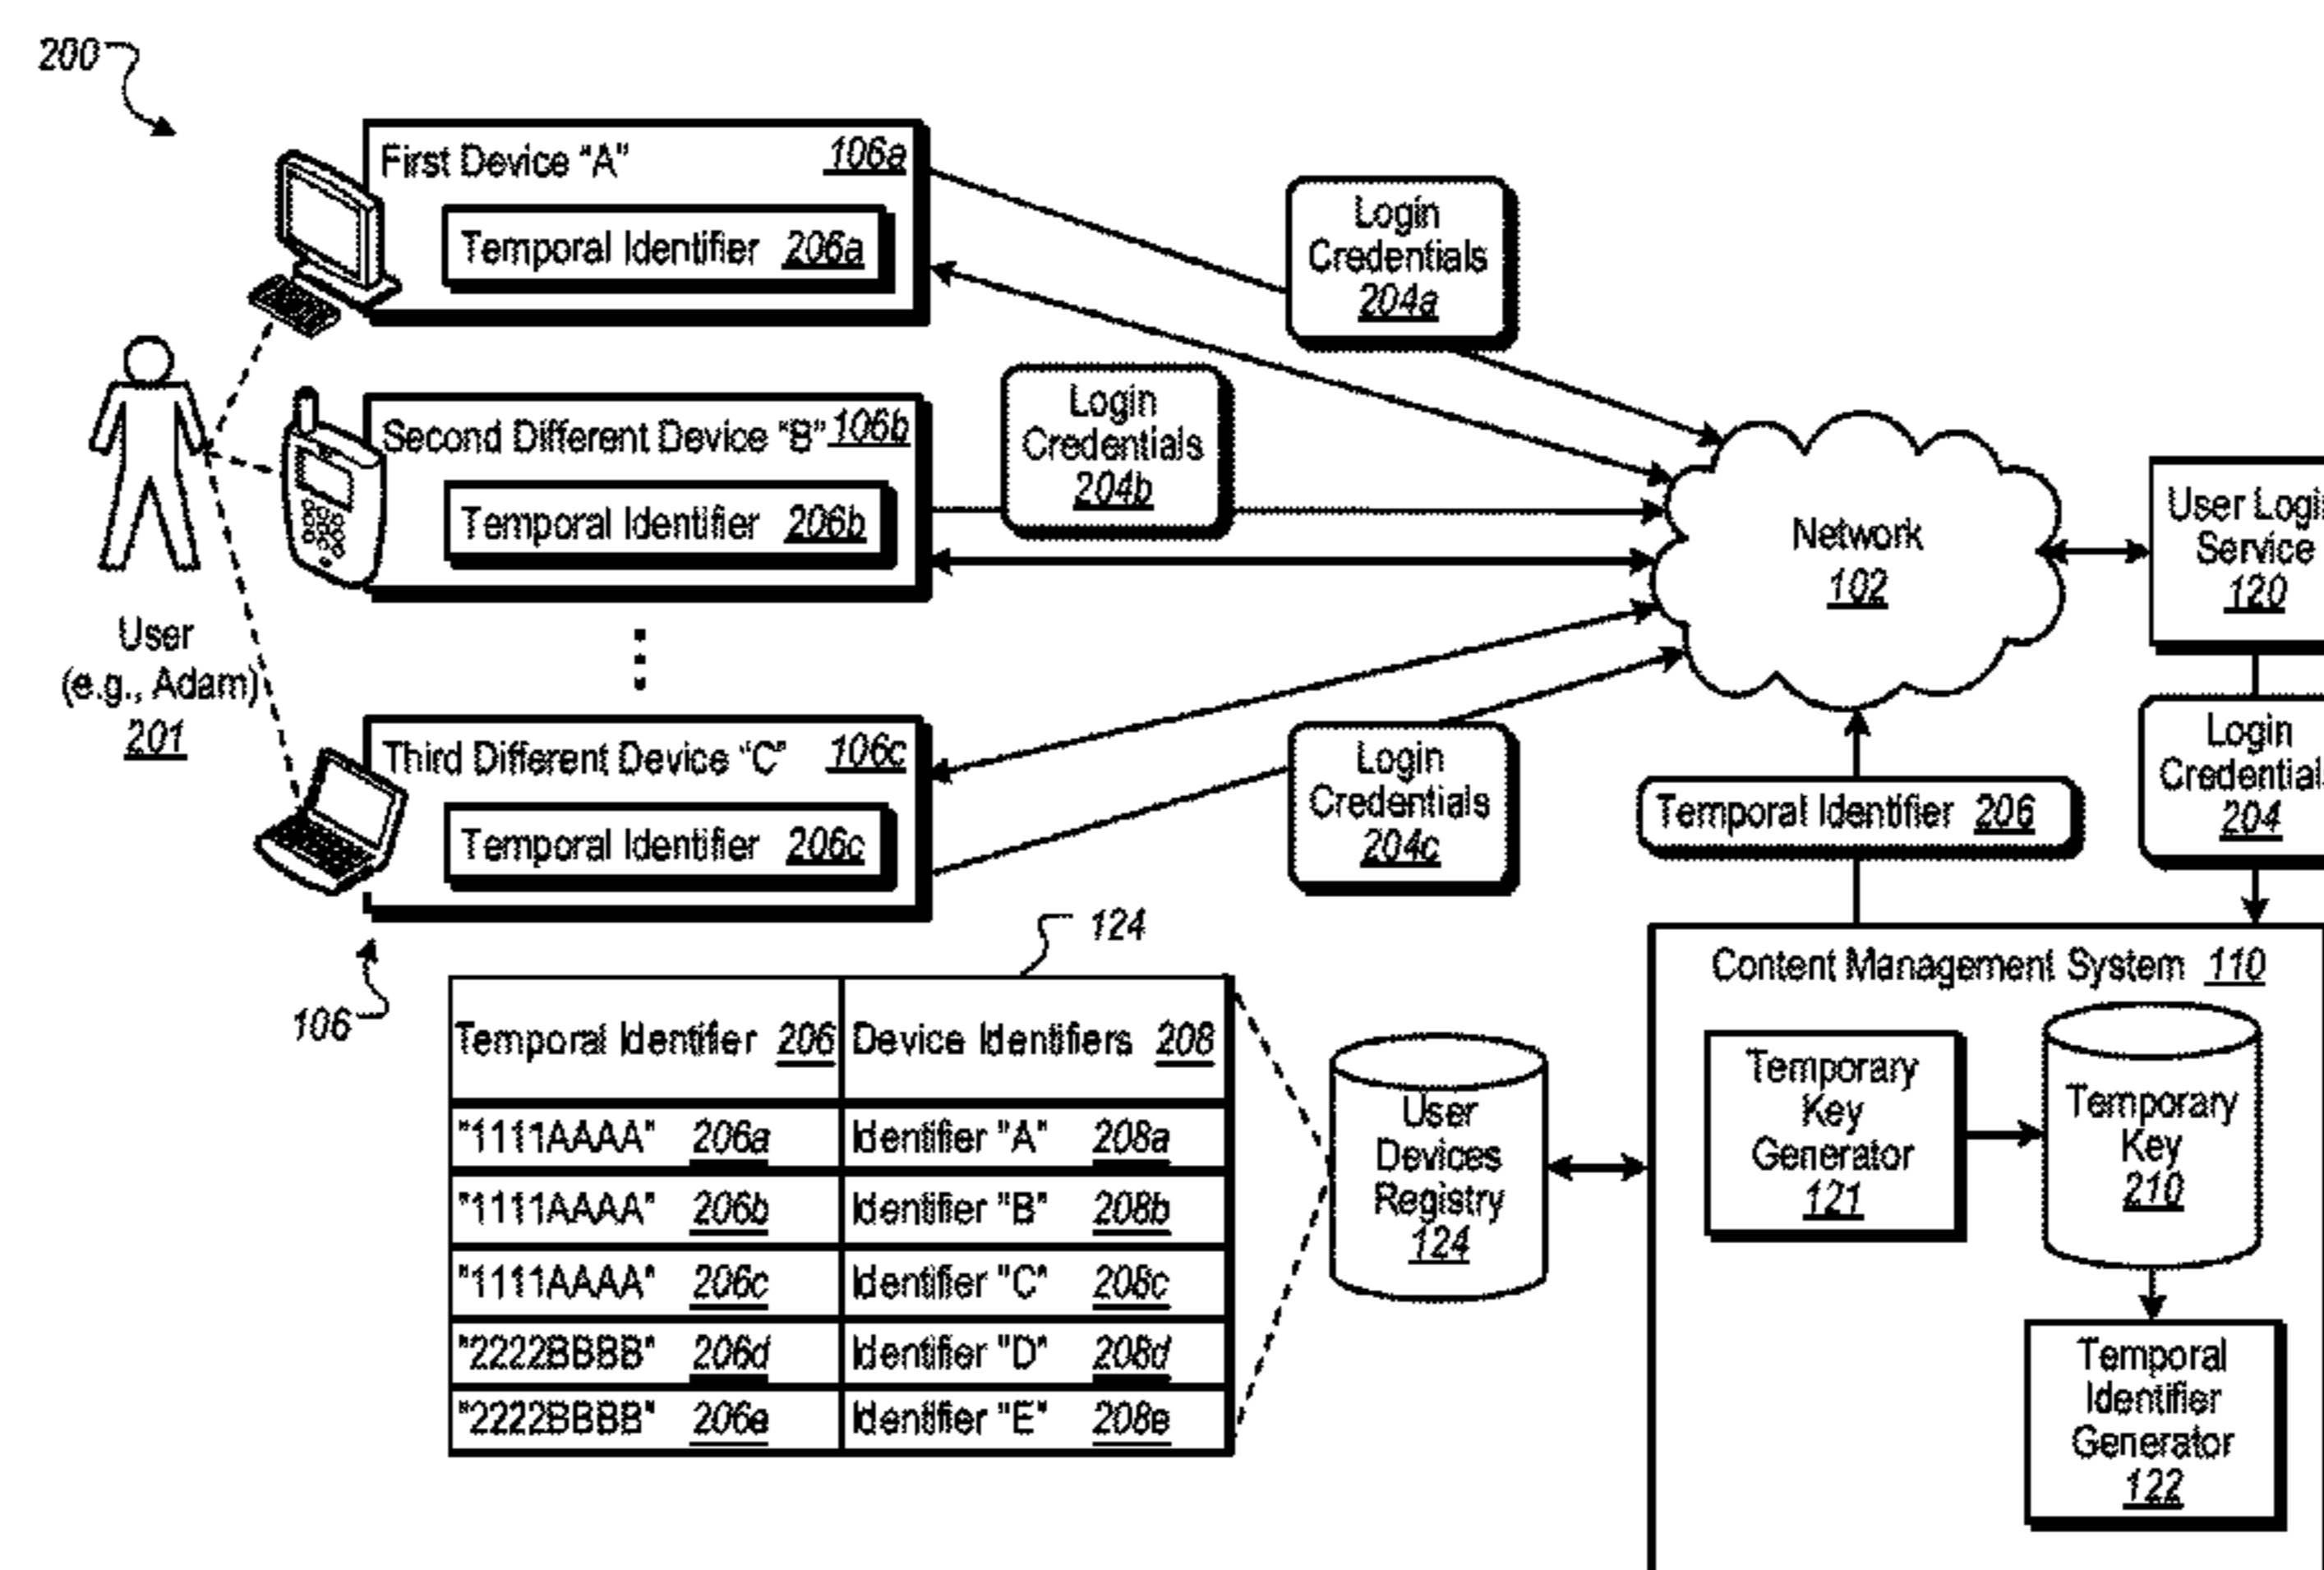 200
First Device "A" 106a
Temporal Identifier 206a
Login
Credentials
204a
Second Different Device "B" 106b
Temporal Identifier 206b
Login
Credentials
204b
Network
102
User
Service
120
User
(e.g., Adam)
201
Third Different Device "C" 106c
Temporal Identifier 206c
Login
Credentials
204c
Temporal Identifier 206
Login
204
106
124
Temporal Identifier 206 Device Identifiers 208
"1111AAAA" 206a Identifier "A" 208a
"1111AAAA" 206b Identifier "B" 208b
"1111AAAA" 206c Identifier "C" 208c
"2222BBBB" 206d Identifier "D" 208d
"2222BBBB" 206e Identifier "E" 208e
User
Devices
Registry
124
Content Management System 110
Temporary
Key
Generator
121
Temporary
Key
210
Temporal
Identifier
Generator
122